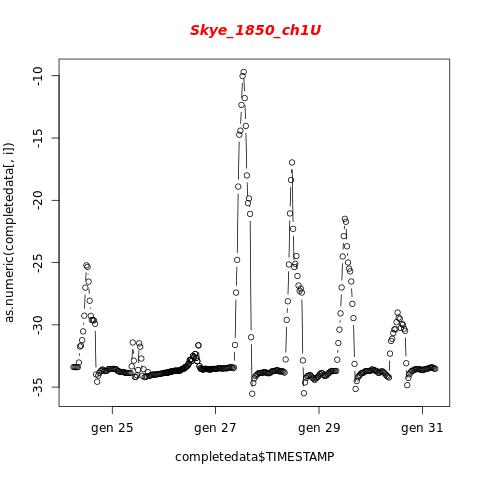 Skye_1850_ch1U
as.numeric(completedata[, i])
-10
-15
-20
-25
-30
-35
gen 25
gen 27
gen 29
gen 31
completedata$TIMESTAMP